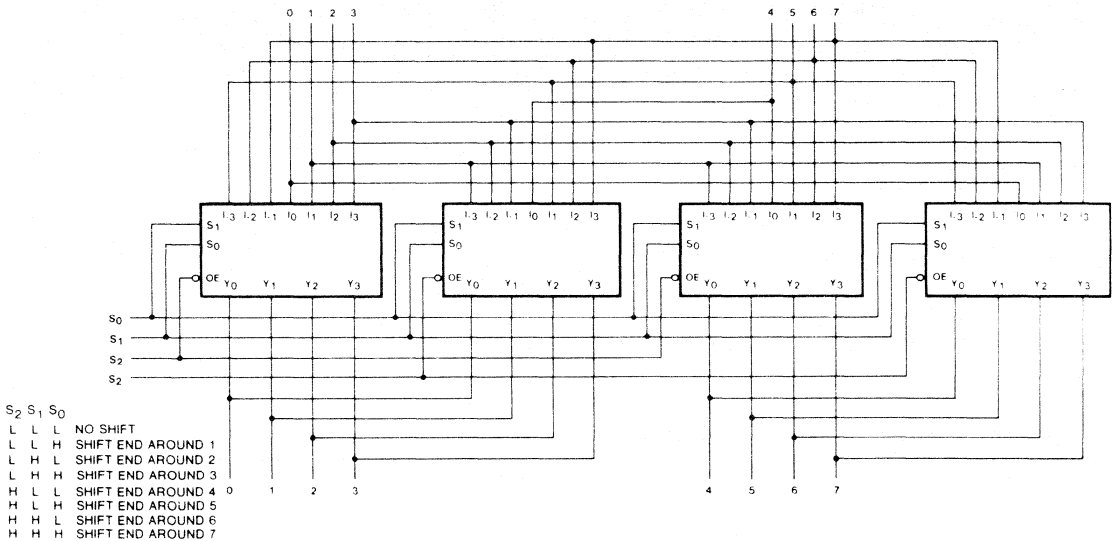 0 1 2 3 4 5 6 7
I-3 I-2 I-1 I0 I1 I2 I3 I-3 I-2 I-1 I0 I1 I2 I3 I-3 I-2 I-1 I0 I1 I2 I3 I-3 I-2 I-1 I0 I1 I2 I3
S1 S1 S1 S1
S0 S0 S0 S0
OE OE OE OE
Y0 Y1 Y2 Y3 Y0 Y1 Y2 Y3 Y0 Y1 Y2 Y3 Y0 Y1 Y2 Y3
S0
S1
S2
S2
S2 S1 S0
L L L NO SHIFT
L L H SHIFT END AROUND 1
L H L SHIFT END AROUND 2
L H H SHIFT END AROUND 3
H L L SHIFT END AROUND 4
H L H SHIFT END AROUND 5
H H L SHIFT END AROUND 6
H H H SHIFT END AROUND 7
0 1 2 3 4 5 6 7